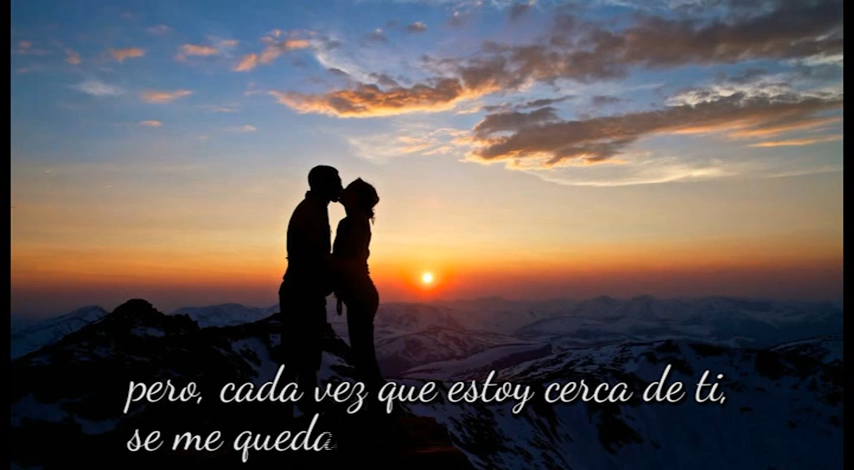 pero, cada vez que estoy cerca de ti,
se me queda